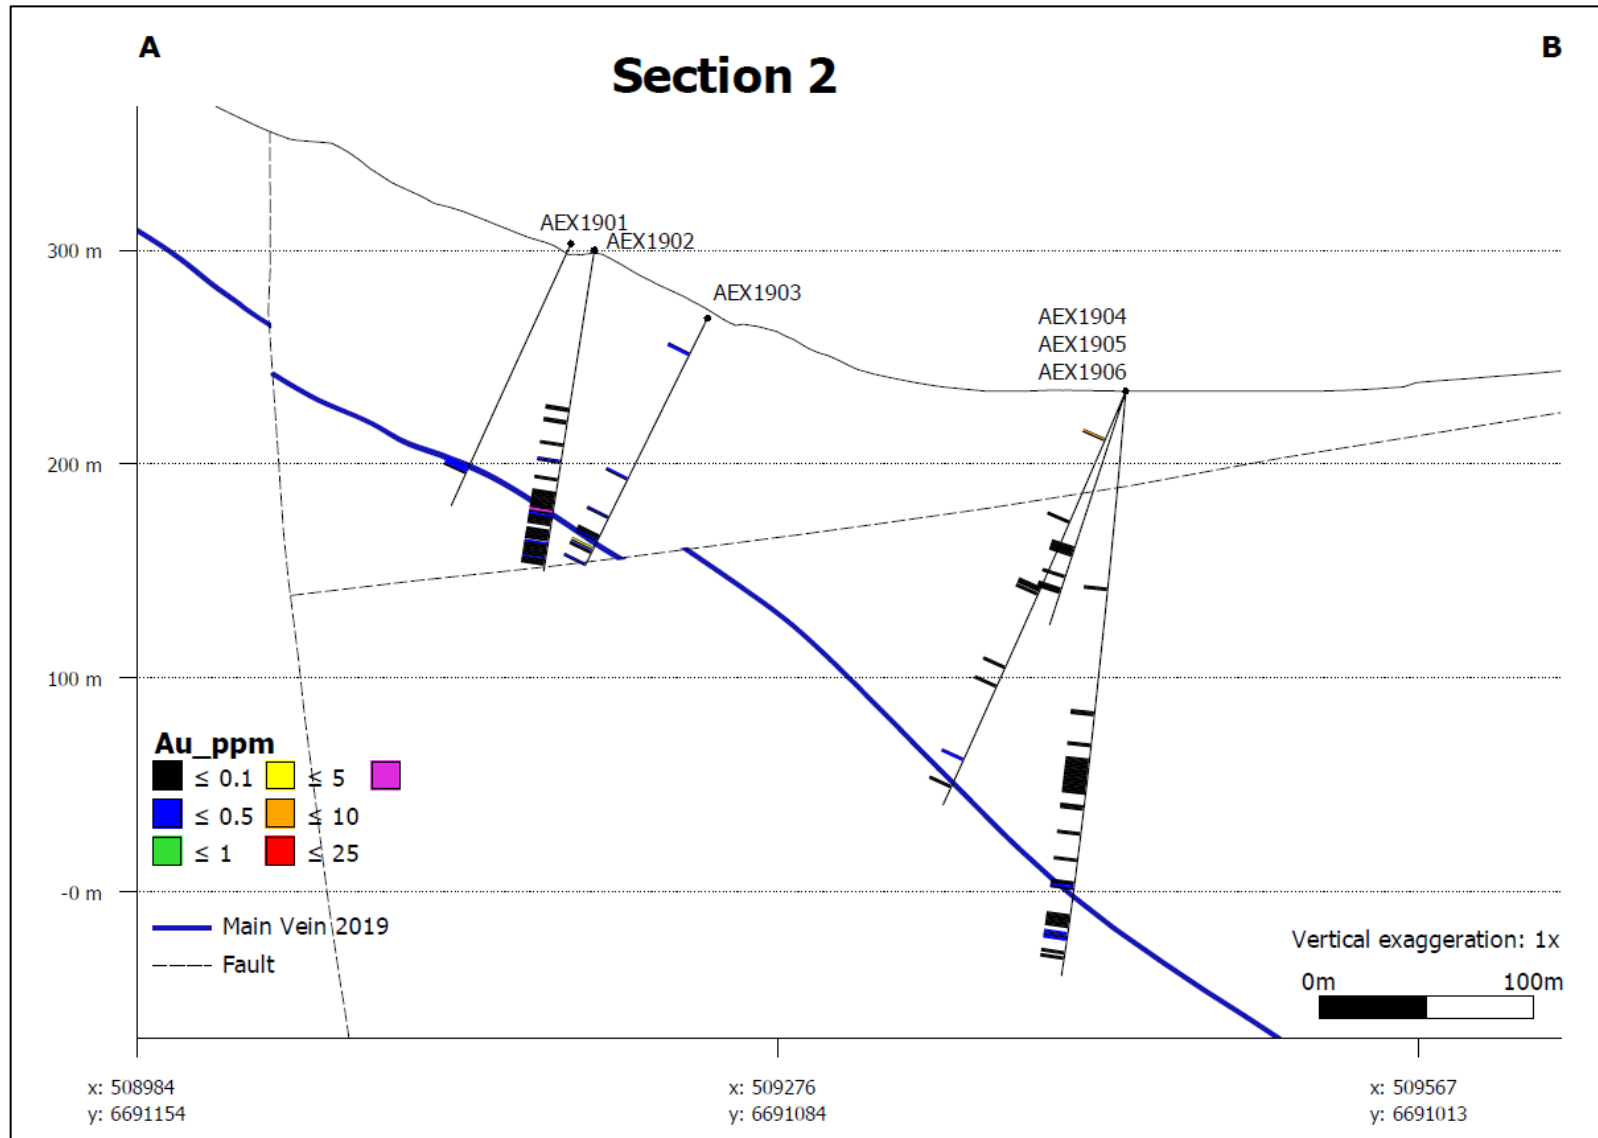 A
B
Section 2
AEX1901
AEX1902
AEX1903
AEX1904
AEX1905
AEX1906
300 m
200 m
100 m
-0 m
Au_ppm
≤ 0.1
≤ 5
≤ 0.5
≤ 10
≤ 1
≤ 25
Main Vein 2019
Fault
Vertical exaggeration: 1x
0m 100m
x: 508984
y: 6691154
x: 509276
y: 6691084
x: 509567
y: 6691013